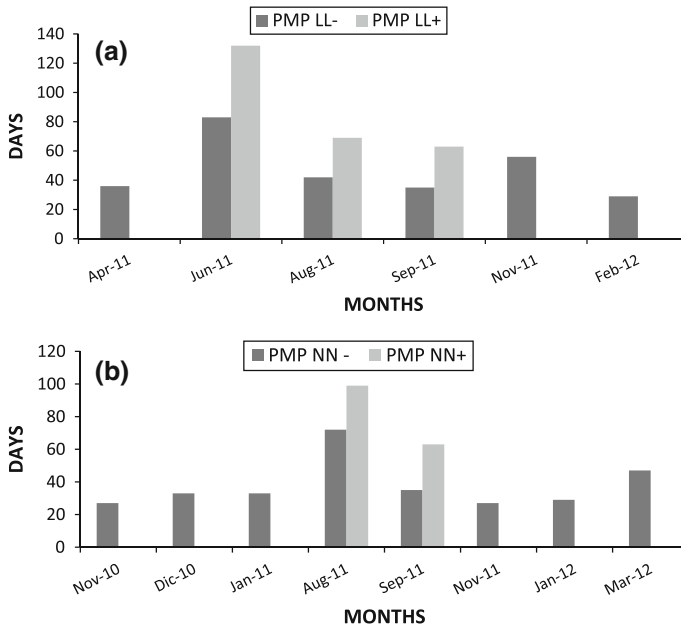 PMP LL- PMP LL+
(a)
140
120
100
80
60
40
20
0
DAYS
Apr-11 Jun-11 Aug-11 Sep-11 Nov-11 Feb-12
MONTHS
PMP NN - PMP NN+
(b)
120
100
80
60
40
20
0
DAYS
Nov-10 Dic-10 Jan-11 Aug-11 Sep-11 Nov-11 Jan-12 Mar-12
MONTHS